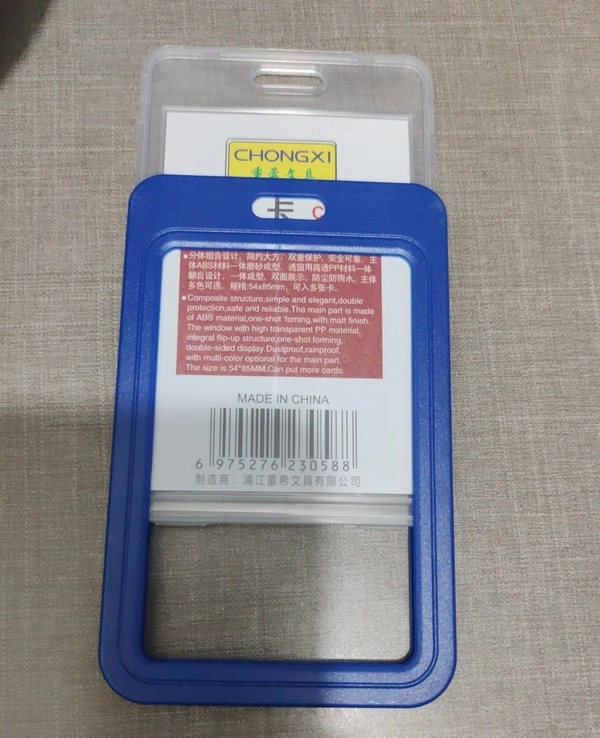 CHONGXI
重希文具
卡 C
●分体组合设计，简约大方，双重保护，安全可靠。主
体ABS材料一体磨砂成型，透窗用高透PP材料一体
翻合设计，一体成型，双面展示，防尘防雨水，主体
多色可选。规格:54x85mm，可入多张卡。
●Composite structure,simple and elegant,double
protection,safe and reliable.The main part is made
of ABS material,one-shot foming,with matt finish.
The window with high transparent PP material,
integral flip-up structure,one-shot forming,
double-sided display.Dustproof,rainproof,
with multi-color optional for the main part.
The size is 54*85MM.Can put more cards.
MADE IN CHINA
6 975276 230588
制造商：浦江重希文具有限公司